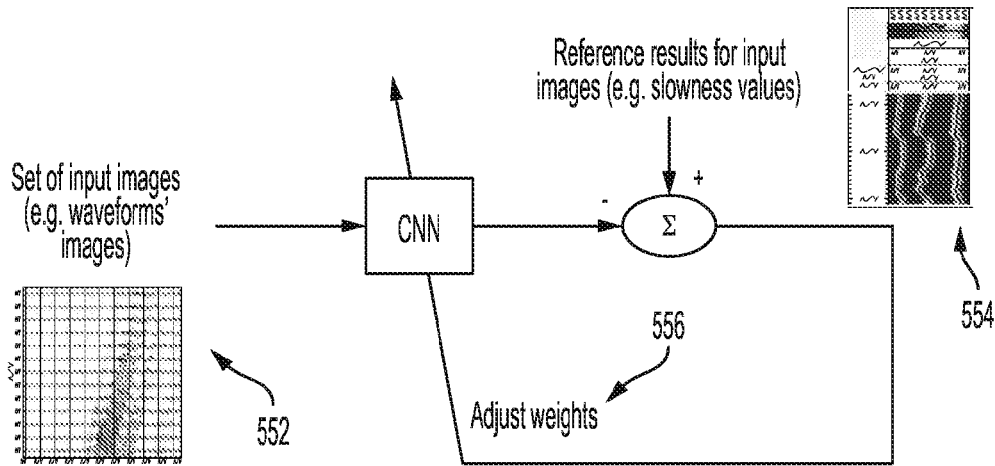 Reference results for input
images (e.g. slowness values)
Set of input images
(e.g. waveforms'
images)
CNN
-
+
Σ
552
556
554
Adjust weights